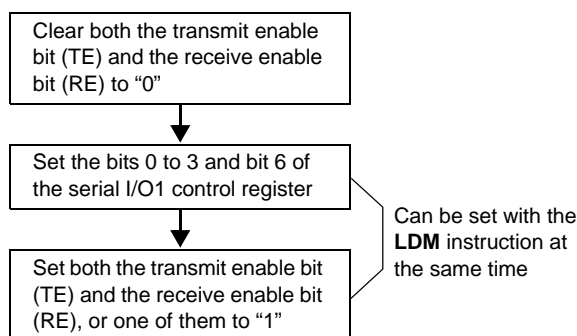 Clear both the transmit enable
bit (TE) and the receive enable
bit (RE) to “0”
Set the bits 0 to 3 and bit 6 of
the serial I/O1 control register
Can be set with the
LDM instruction at
the same time
Set both the transmit enable bit
(TE) and the receive enable bit
(RE), or one of them to “1”